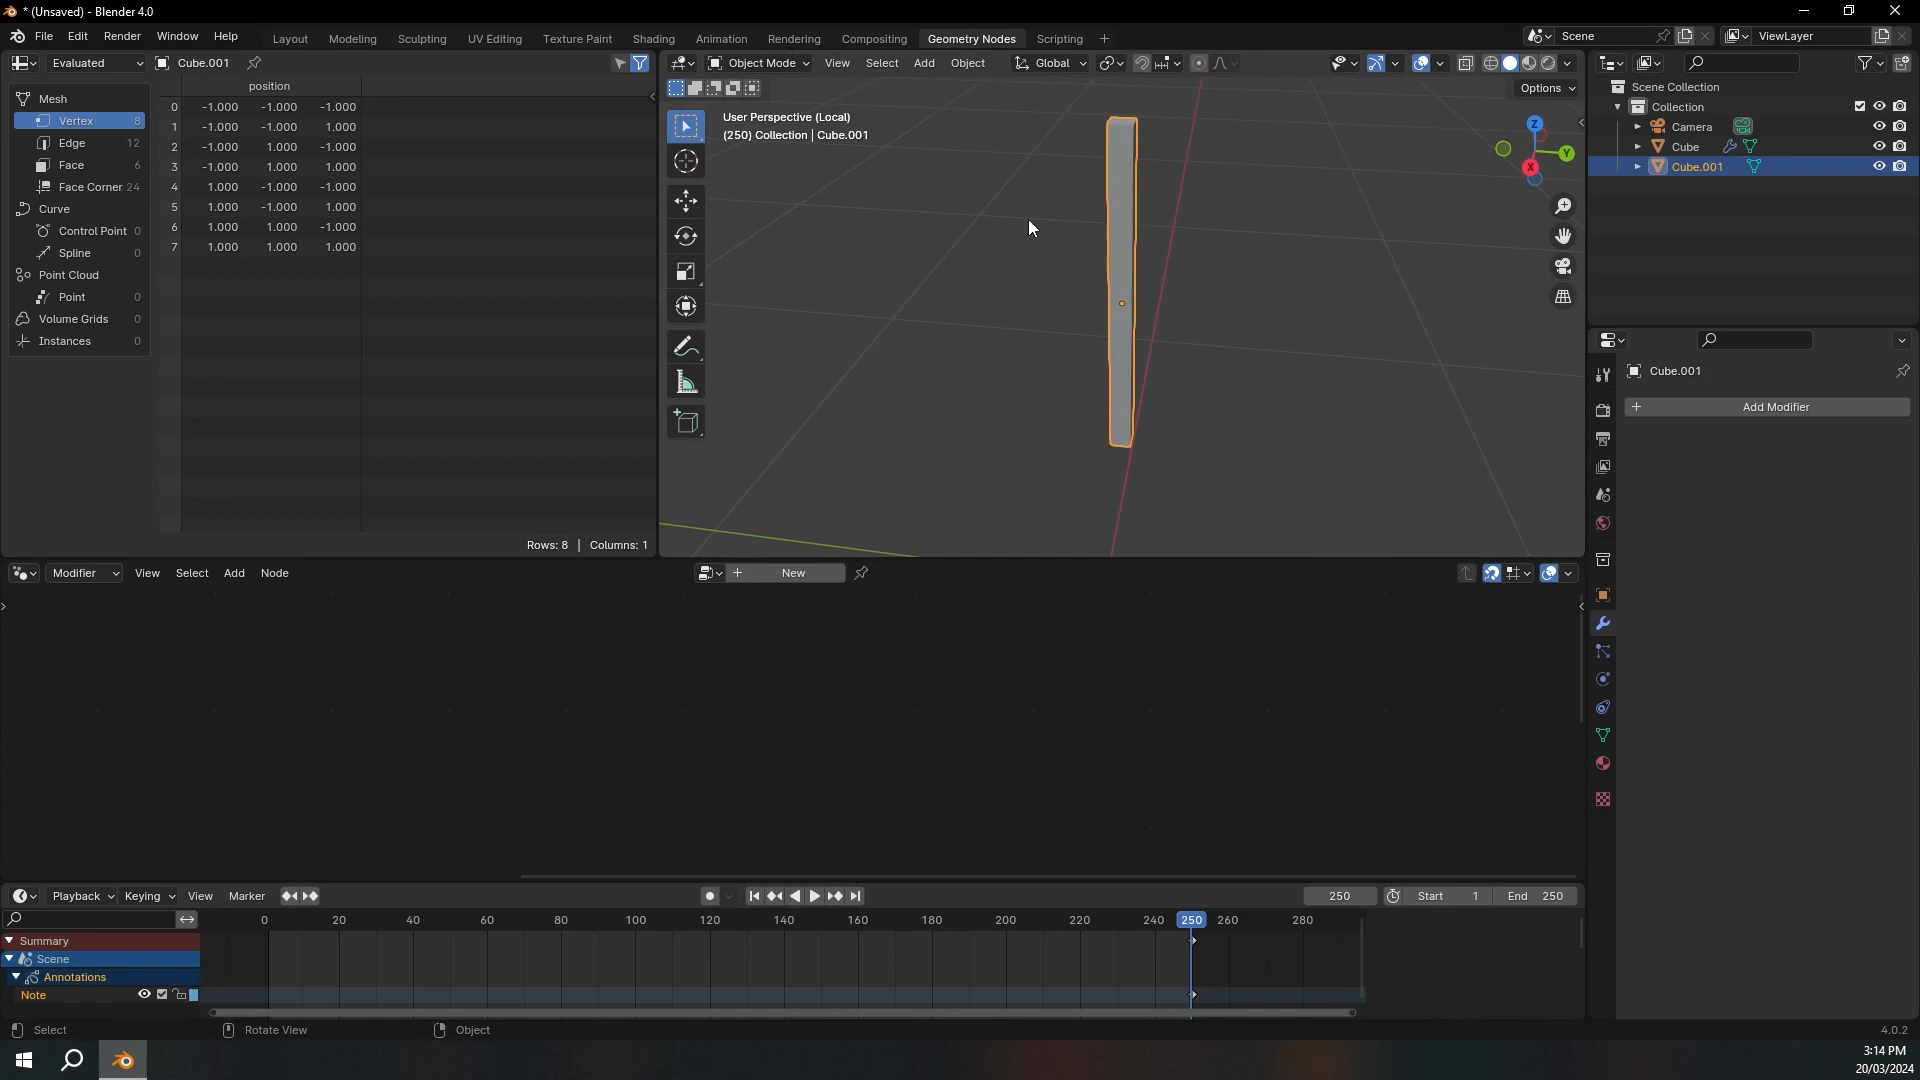 * (Unsaved) - Blender 4.0
File Edit Render Window Help
Layout Modeling Sculpting UV Editing Texture Paint Shading Animation Rendering Compositing Geometry Nodes Scripting +
Scene
ViewLayer
Evaluated
Cube.001
Object Mode View Select Add Object
Global
Options
position
Mesh
Vertex 8
Edge 12
Face 6
Face Corner 24
Curve
Control Point 0
Spline 0
Point Cloud
Point 0
Volume Grids 0
Instances 0
0 -1.000 -1.000 -1.000
1 -1.000 -1.000 1.000
2 -1.000 1.000 -1.000
3 -1.000 1.000 1.000
4 1.000 -1.000 -1.000
5 1.000 -1.000 1.000
6 1.000 1.000 -1.000
7 1.000 1.000 1.000
Rows: 8 | Columns: 1
User Perspective (Local)
(250) Collection | Cube.001
Z
Y
X
Scene Collection
Collection
Camera
Cube
Cube.001
Cube.001
+ Add Modifier
Modifier View Select Add Node
+ New
Playback Keying View Marker
250
Start 1 End 250
0 20 40 60 80 100 120 140 160 180 200 220 240 250 260 280
Summary
Scene
Annotations
Note
Select Rotate View Object
4.0.2
3:14 PM
20/03/2024